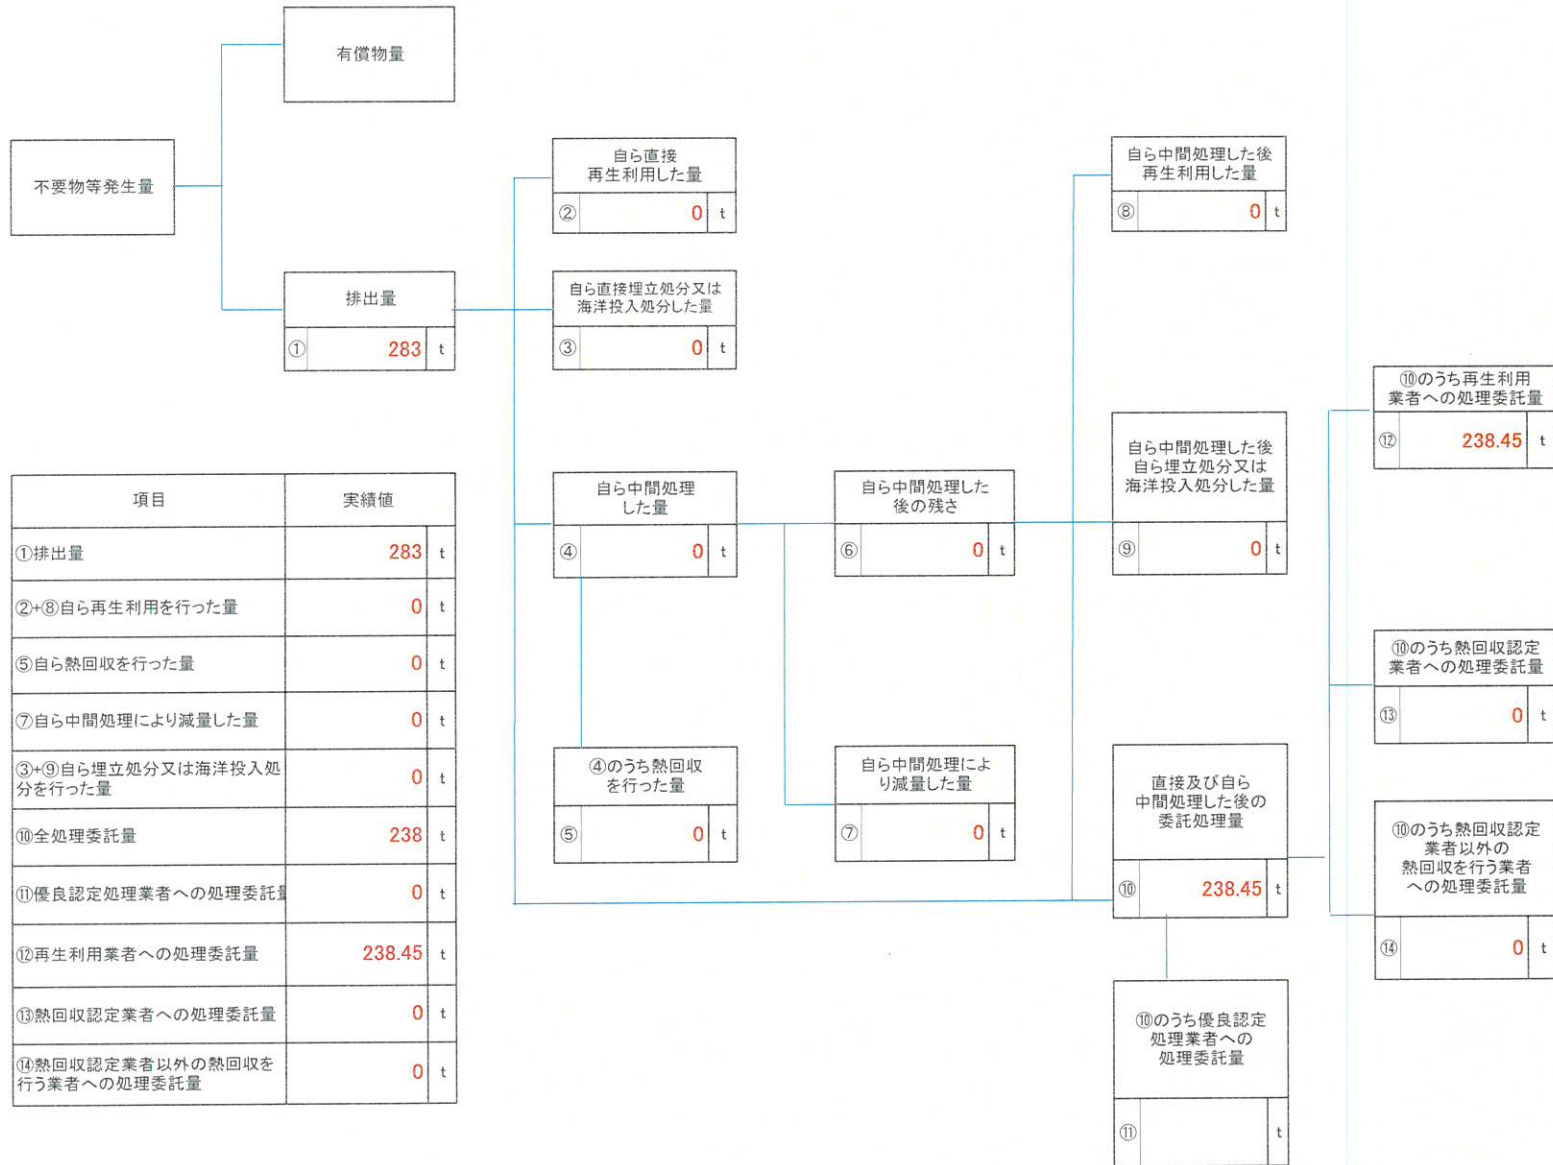 有償物量
不要物等発生量
排出量
① 283 t
自ら直接
再生利用した量
② 0 t
自ら直接埋立処分又は
海洋投入処分した量
③ 0 t
自ら中間処理
した量
④ 0 t
④のうち熱回収
を行った量
⑤ 0 t
自ら中間処理した
後の残さ
⑥ 0 t
自ら中間処理によ
り減量した量
⑦ 0 t
自ら中間処理した後
再生利用した量
⑧ 0 t
自ら中間処理した後
自ら埋立処分又は
海洋投入処分した量
⑨ 0 t
直接及び自ら
中間処理した後の
委託処理量
⑩ 238.45 t
⑩のうち優良認定
処理業者への
処理委託量
⑪ t
⑩のうち再生利用
業者への処理委託量
⑫ 238.45 t
⑩のうち熱回収認定
業者への処理委託量
⑬ 0 t
⑩のうち熱回収認定
業者以外の
熱回収を行う業者
への処理委託量
⑭ 0 t
項目 実績値
①排出量 283 t
②+⑧自ら再生利用を行った量 0 t
⑤自ら熱回収を行った量 0 t
⑦自ら中間処理により減量した量 0 t
③+⑨自ら埋立処分又は海洋投入処
分を行った量 0 t
⑩全処理委託量 238 t
⑪優良認定処理業者への処理委託量 0 t
⑫再生利用業者への処理委託量 238.45 t
⑬熱回収認定業者への処理委託量 0 t
⑭熱回収認定業者以外の熱回収を
行う業者への処理委託量 0 t